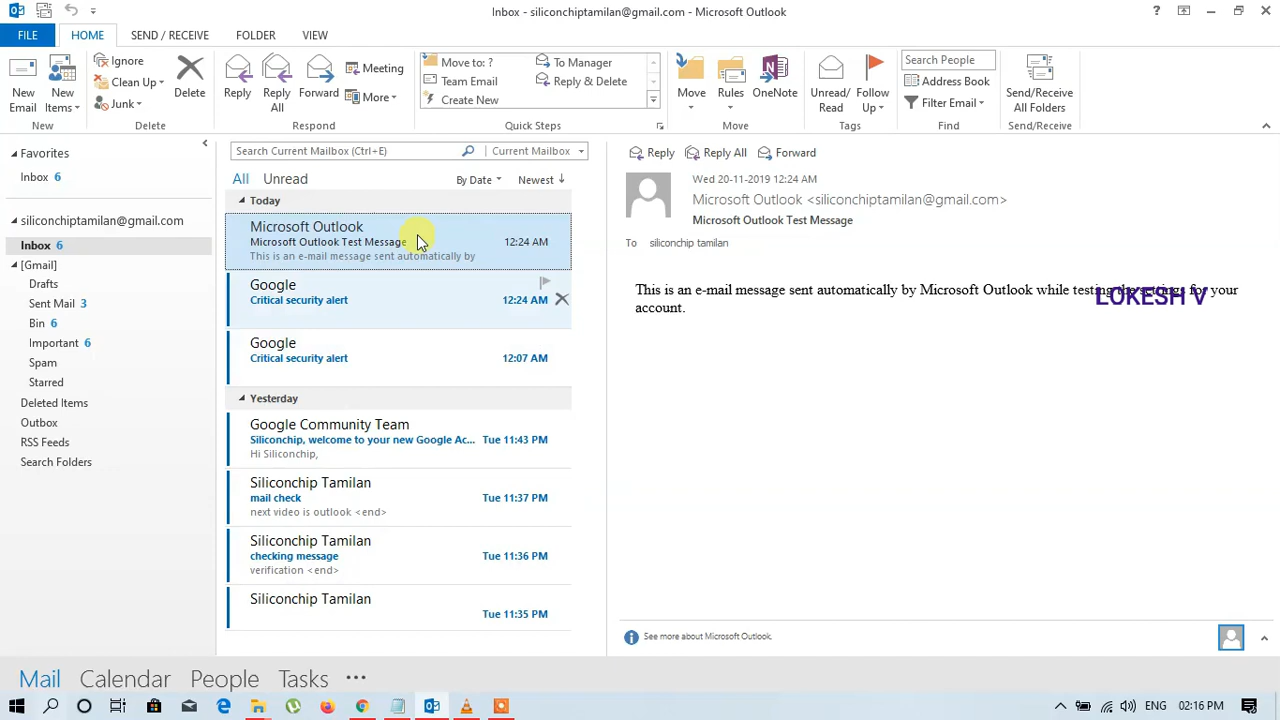 Inbox - siliconchiptamilan@gmail.com - Microsoft Outlook
FILE HOME SEND / RECEIVE FOLDER VIEW
New Email
New Items
New
Ignore
Clean Up
Junk
Delete
Delete
Reply
Reply All
Forward
Meeting
More
Respond
Move to: ?
Team Email
Create New
To Manager
Reply & Delete
Quick Steps
Move
Rules
OneNote
Move
Unread/ Read
Follow Up
Tags
Search People
Address Book
Filter Email
Find
Send/Receive All Folders
Send/Receive
Favorites
Inbox 6
siliconchiptamilan@gmail.com
Inbox 6
[Gmail]
Drafts
Sent Mail 3
Bin 6
Important 6
Spam
Starred
Deleted Items
Outbox
RSS Feeds
Search Folders
Search Current Mailbox (Ctrl+E) Current Mailbox
All Unread By Date Newest
Today
Microsoft Outlook
Microsoft Outlook Test Message 12:24 AM
This is an e-mail message sent automatically by
Google
Critical security alert 12:24 AM
Google
Critical security alert 12:07 AM
Yesterday
Google Community Team
Siliconchip, welcome to your new Google Ac... Tue 11:43 PM
Hi Siliconchip,
Siliconchip Tamilan
mail check Tue 11:37 PM
next video is outlook <end>
Siliconchip Tamilan
checking message Tue 11:36 PM
verification <end>
Siliconchip Tamilan
Tue 11:35 PM
Reply Reply All Forward
Wed 20-11-2019 12:24 AM
Microsoft Outlook <siliconchiptamilan@gmail.com>
Microsoft Outlook Test Message
To siliconchip tamilan
This is an e-mail message sent automatically by Microsoft Outlook while testing the settings for your
account.
LOKESH V
See more about Microsoft Outlook.
Mail Calendar People Tasks
ENG 02:16 PM